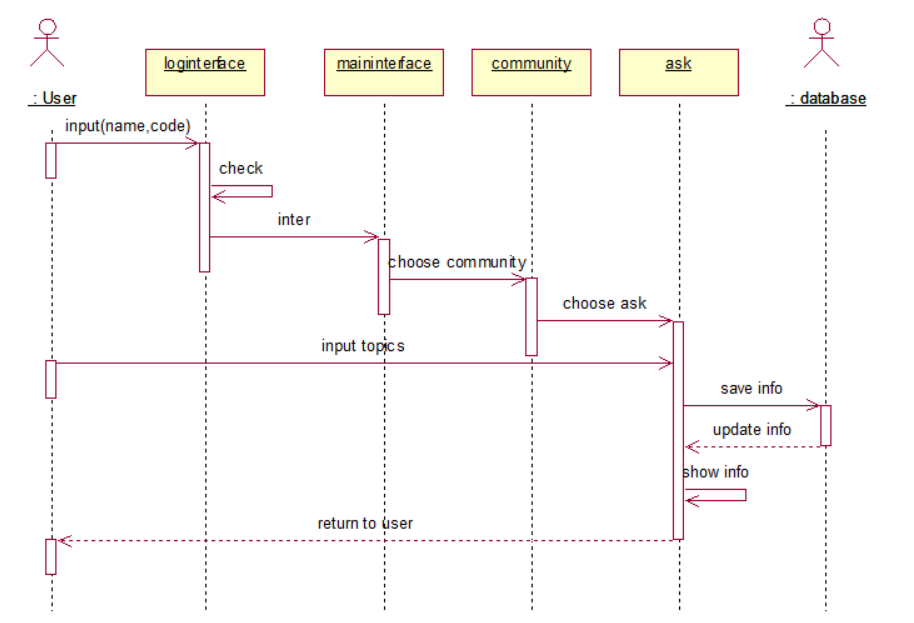 loginterface
maininterface
community
ask
: User
: database
input(name,code)
check
inter
choose community
choose ask
input topics
save info
update info
show info
return to user